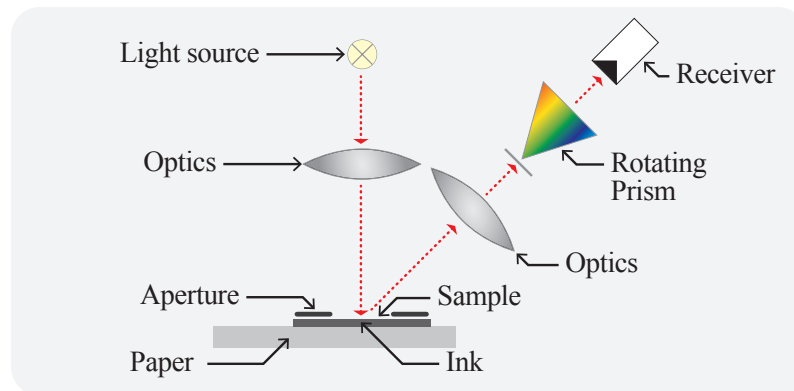 Light source
Receiver
Optics
Rotating
Prism
Optics
Aperture
Sample
Paper
Ink